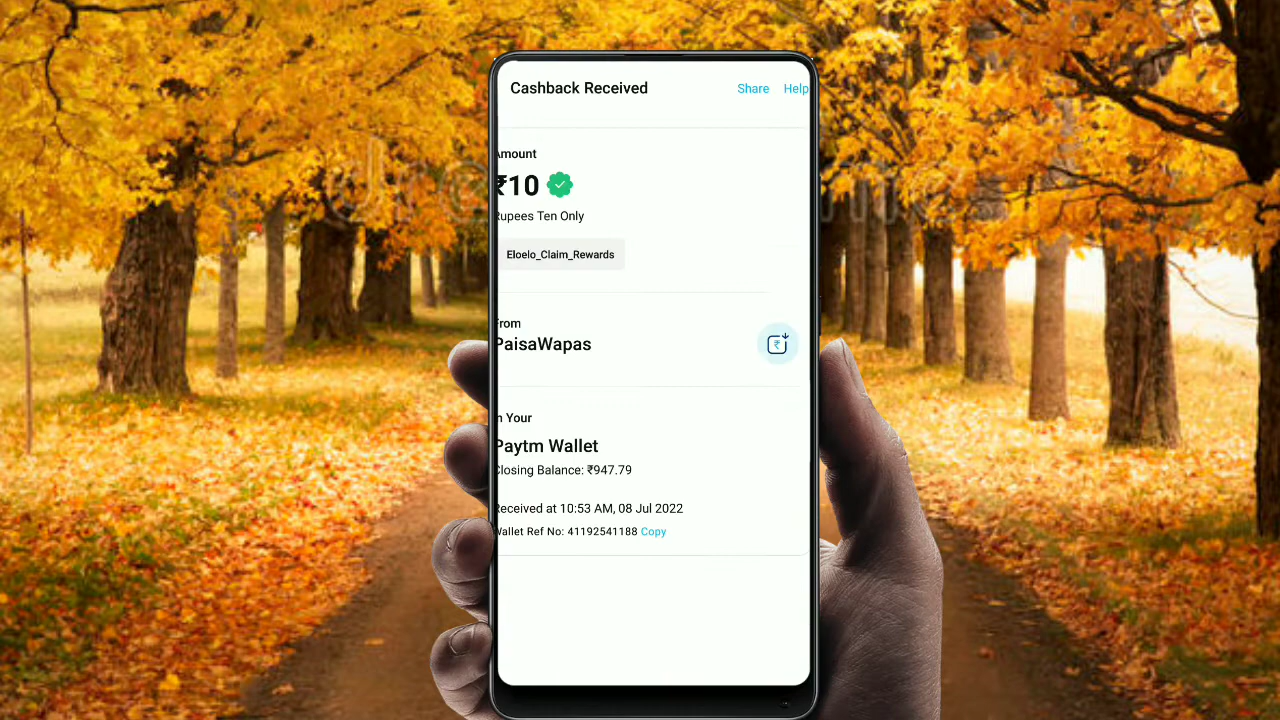 Cashback Received
Share Help
Amount
₹10
Rupees Ten Only
Eloelo_Claim_Rewards
From
PaisaWapas
₹
In Your
Paytm Wallet
Closing Balance: ₹947.79
Received at 10:53 AM, 08 Jul 2022
Wallet Ref No: 41192541188 Copy